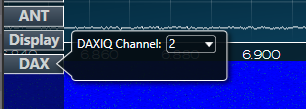 ANT
Display
DAX
DAXIQ Channel: 2
6.900